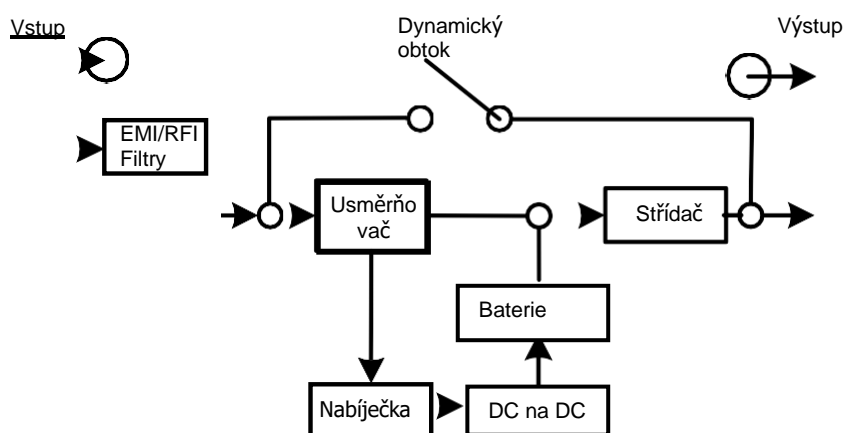 Vstup
Dynamický
obtok
Výstup
EMI/RFI
Filtry
Usměrňo
vač
Střídač
Baterie
Nabíječka
DC na DC